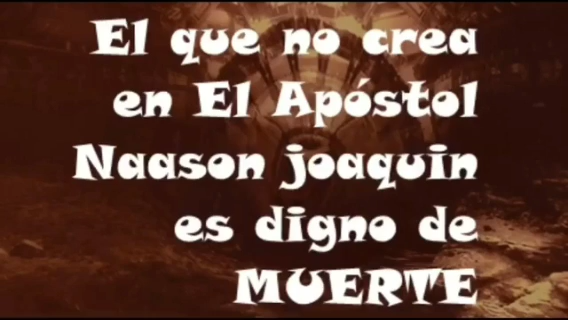 El que no crea
en El Apóstol
Naason joaquin
es digno de
MUERTE